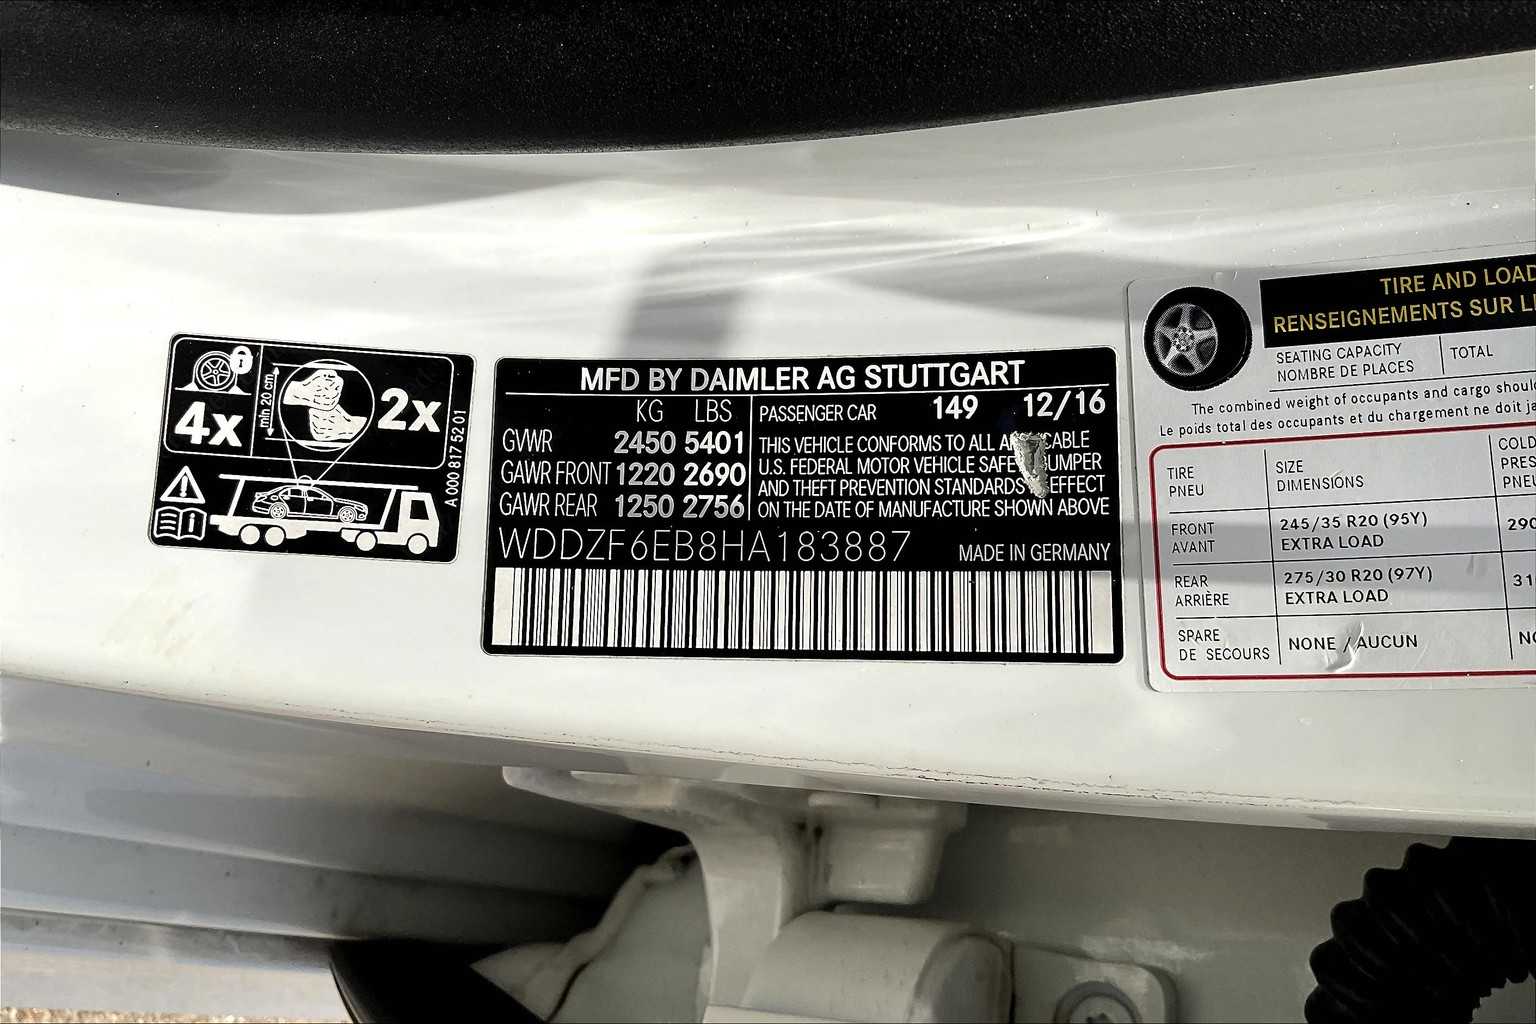 4x
min 20 cm
2x
A 000 817 52 01
MFD BY DAIMLER AG STUTTGART
KG LBS
GVWR 2450 5401
GAWR FRONT 1220 2690
GAWR REAR 1250 2756
PASSENGER CAR 149 12/16
THIS VEHICLE CONFORMS TO ALL
U.S. FEDERAL MOTOR VEHICLE
AND THEFT PREVENTION STANDARDS EFFECT
ON THE DATE OF MANUFACTURE SHOWN ABOVE
WDDZF6EB8HA183887 MADE IN GERMANY
TIRE AND LOAD
RENSEIGNEMENTS SUR
SEATING CAPACITY
NOMBRE DE PLACES
TOTAL
The combined weight of occupants and cargo
Le poids total des occupants et du chargement ne doit
TIRE
PNEU
SIZE
DIMENSIONS
COLD
FRONT
AVANT
245/35 R20 (95Y)
EXTRA LOAD
REAR
ARRIÈRE
275/30 R20 (97Y)
EXTRA LOAD
SPARE
DE SECOURS
NONE / AUCUN